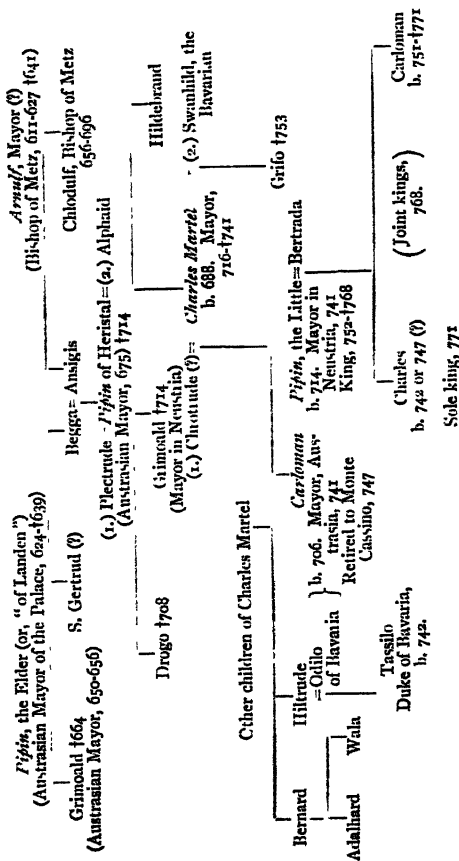 Pipin, the Elder (or, "of Landen")
(Austrasian Mayor of the Palace, 624-†639)
Arnulf, Mayor (?)
(Bishop of Metz, 611-627 †641)
Grimoald †664
(Austrasian Mayor, 650-656)
S. Gertrud (?)
Begga = Ansigis
Chlodulf, Bishop of Metz
656-696
(1.) Plectrude - Pipin of Heristal=(2.) Alphaid
(Austrasian Mayor, 675) †714
Drogo †708
Grimoald †714
(Mayor in Neustria)
(1.) Chrotrude (?) =
Charles Martel
b. 688. Mayor,
716-†741
- (2.) Swanhild, the
Bavarian
Hildebrand
Grifo †753
Other children of Charles Martel
Bernard
Hiltrude
=Odilo
of Bavaria
Carloman
b. 706. Mayor, Aus-
trasia, 741
Retired to Monte
Cassino, 747
Pipin, the Little=Bertrada
b. 714. Mayor in
Neustria, 741
King, 752-†768
Adalhard
Wala
Tassilo
Duke of Bavaria,
b. 742.
Charles
b. 742 or 747 (?)
Sole king, 771
(Joint kings,
768.)
Carloman
b. 751-†771